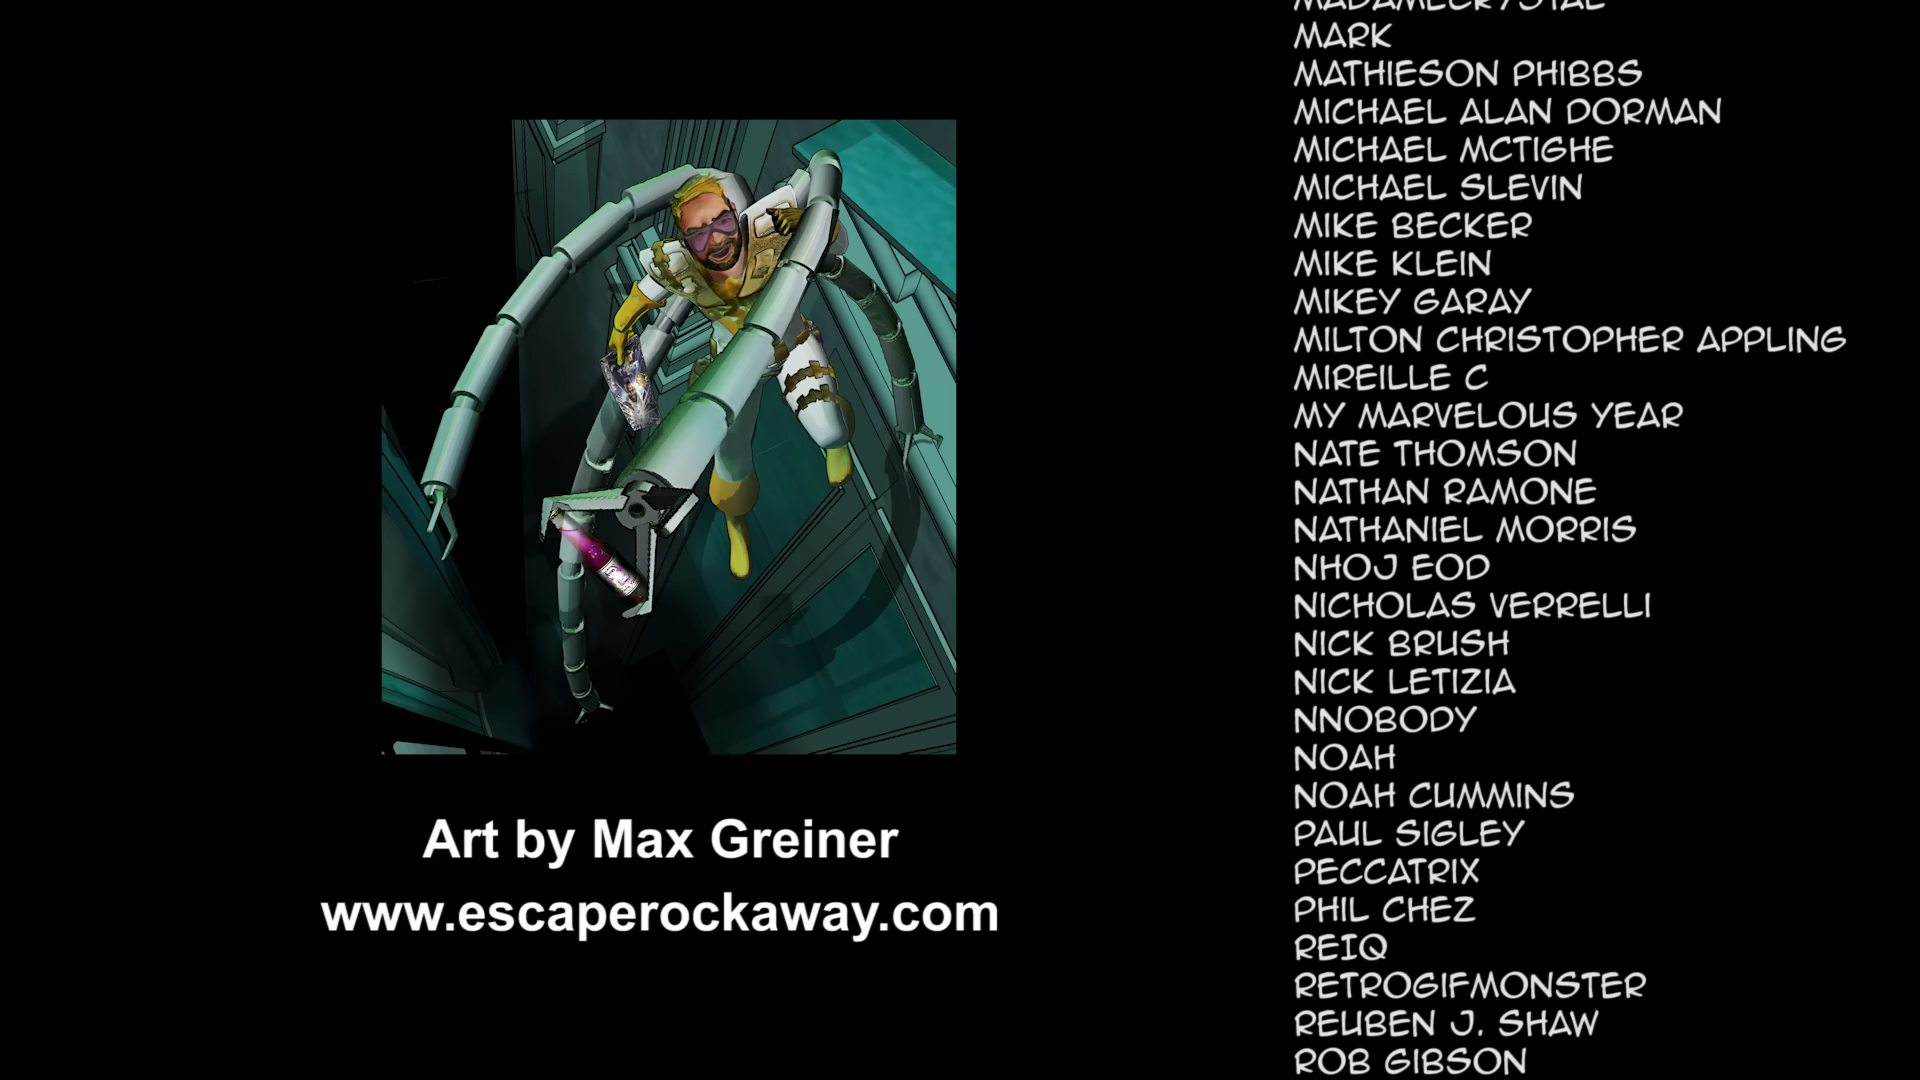 Art by Max Greiner
www.escaperockaway.com
MADAMECRYSTAL
MARK
MATHIESON PHIBBS
MICHAEL ALAN DORMAN
MICHAEL MCTIGHE
MICHAEL SLEVIN
MIKE BECKER
MIKE KLEIN
MIKEY GARAY
MILTON CHRISTOPHER APPLING
MIREILLE C
MY MARVELOUS YEAR
NATE THOMSON
NATHAN RAMONE
NATHANIEL MORRIS
NHOJ EOD
NICHOLAS VERRELLI
NICK BRUSH
NICK LETIZIA
NNOBODY
NOAH
NOAH CUMMINS
PAUL SIGLEY
PECCATRIX
PHIL CHEZ
REIQ
RETROGIFMONSTER
REUBEN J. SHAW
ROB GIBSON